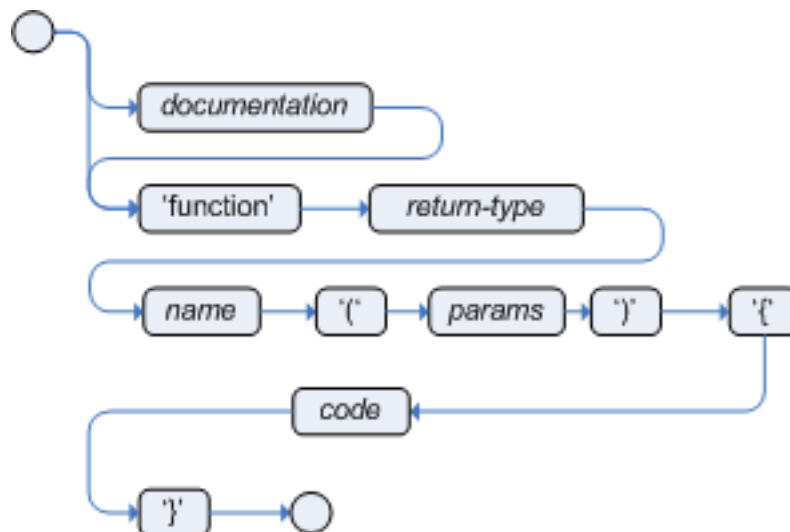 documentation
'function' return-type
name '(' params ')' '{'
code
'}'